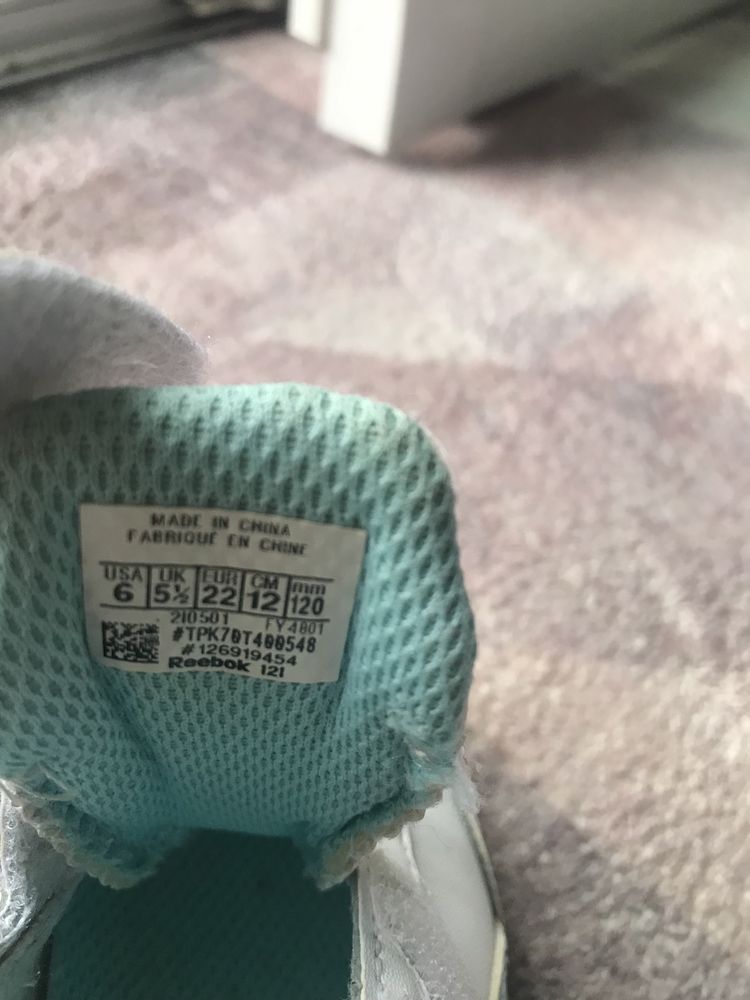 MADE IN CHINA
FABRIQUÉ EN CHINE
USA UK EUR CM mm
6 5½ 22 12 120
210501 FY4801
#TPK70T400548
#126919454
Reebok 121